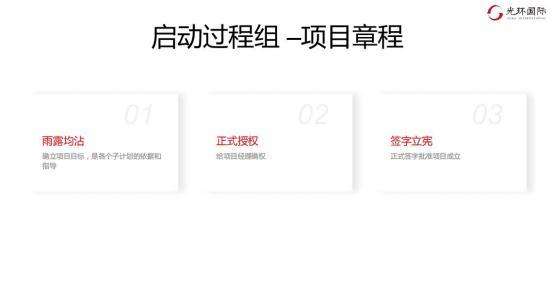 光环国际
启动过程组 –项目章程
01
雨露均沾
确立项目目标，是各个子计划的依据和
指导
02
正式授权
给项目经理确权
03
签字立宪
正式签字批准项目成立